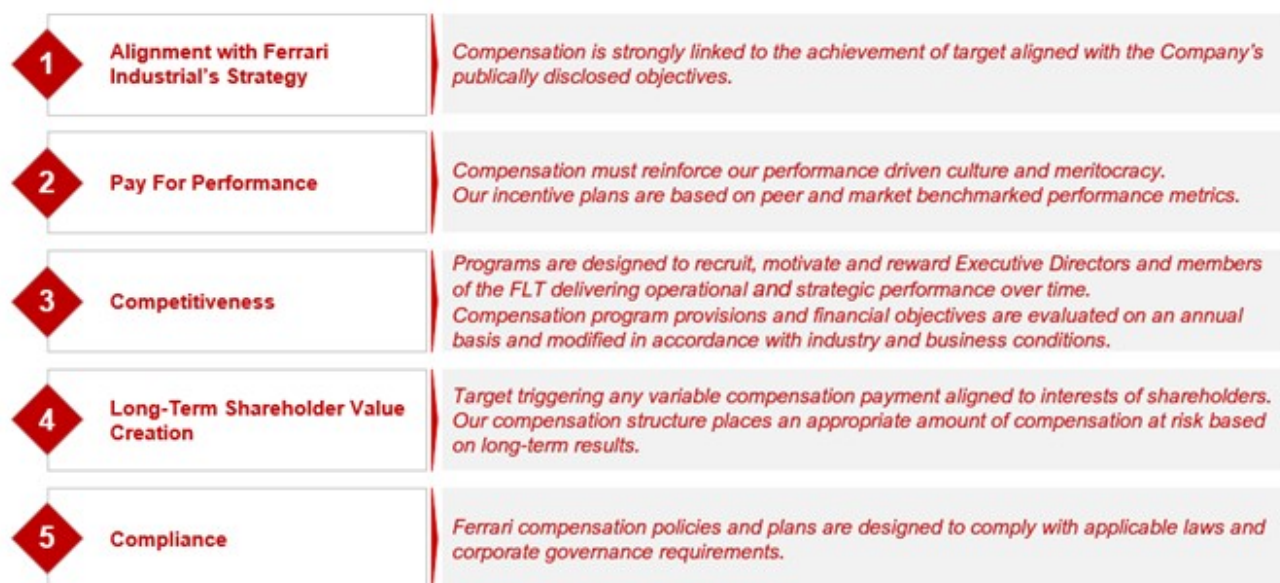 1
Alignment with Ferrari
Industrial's Strategy
Compensation is strongly linked to the achievement of target aligned with the Company's
publically disclosed objectives.
2
Pay For Performance
Compensation must reinforce our performance driven culture and meritocracy.
Our incentive plans are based on peer and market benchmarked performance metrics.
3
Competitiveness
Programs are designed to recruit, motivate and reward Executive Directors and members
of the FLT delivering operational and strategic performance over time.
Compensation program provisions and financial objectives are evaluated on an annual
basis and modified in accordance with industry and business conditions.
4
Long-Term Shareholder Value
Creation
Target triggering any variable compensation payment aligned to interests of shareholders.
Our compensation structure places an appropriate amount of compensation at risk based
on long-term results.
5
Compliance
Ferrari compensation policies and plans are designed to comply with applicable laws and
corporate governance requirements.